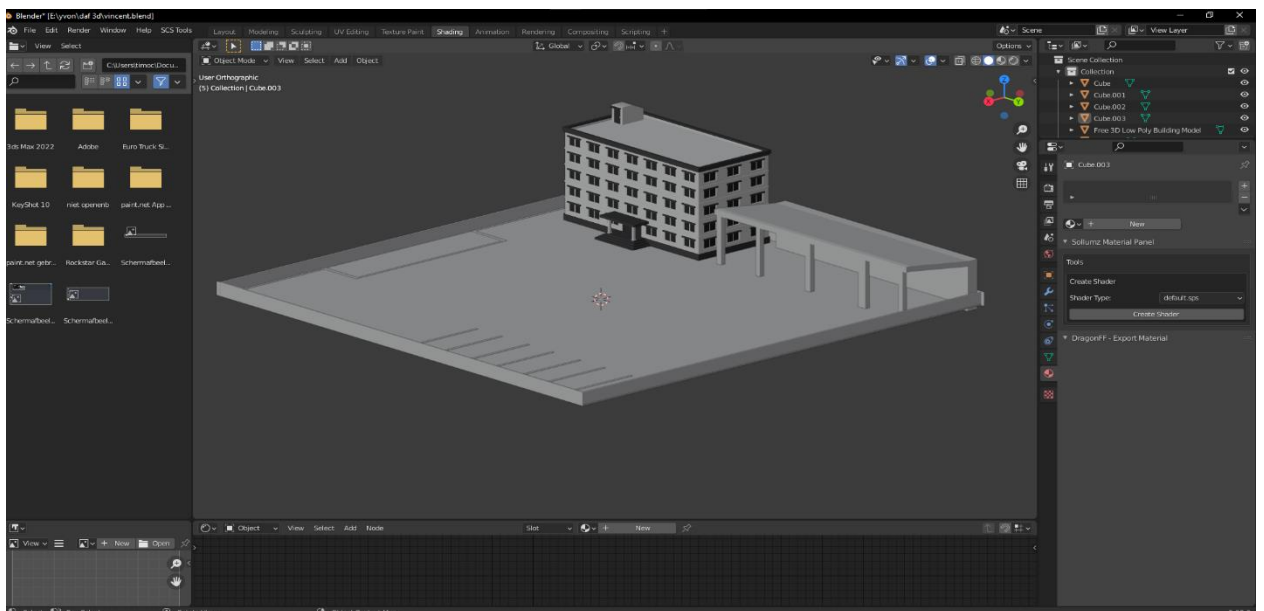 Blender* [E:\yvon\daf 3d\vincent.blend]
File Edit Render Window Help SCS Tools Layout Modeling Sculpting UV Editing Texture Paint Shading Animation Rendering Compositing Scripting + Scene View Layer
View Select Global Options
C:\Users\timoc\Docu..
Object Mode View Select Add Object
User Orthographic
(5) Collection | Cube.003
3ds Max 2022 Adobe Euro Truck Si...
KeyShot 10 niet openenb paint.net App ...
paint.net gebr... Rockstar Ga... Schermafbeel...
Schermafbeel... Schermafbeel...
Z
X Y
Scene Collection
Collection
Cube
Cube.001
Cube.002
Cube.003
Free 3D Low Poly Building Model
Cube.003
+ New
Sollumz Material Panel
Tools
Create Shader
Shader Type: default.sps
Create Shader
DragonFF - Export Material
Object View Select Add Node Slot + New
View + New Open